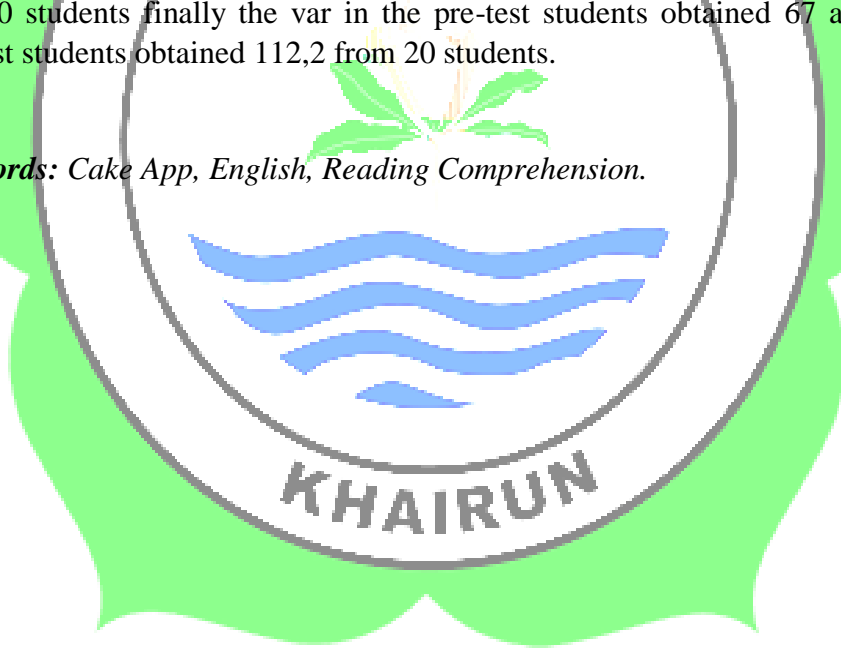 0 students finally the var in the pre-test students obtained 67 a
st students obtained 112,2 from 20 students.
ords: Cake App, English, Reading Comprehension.
KHAIRUN